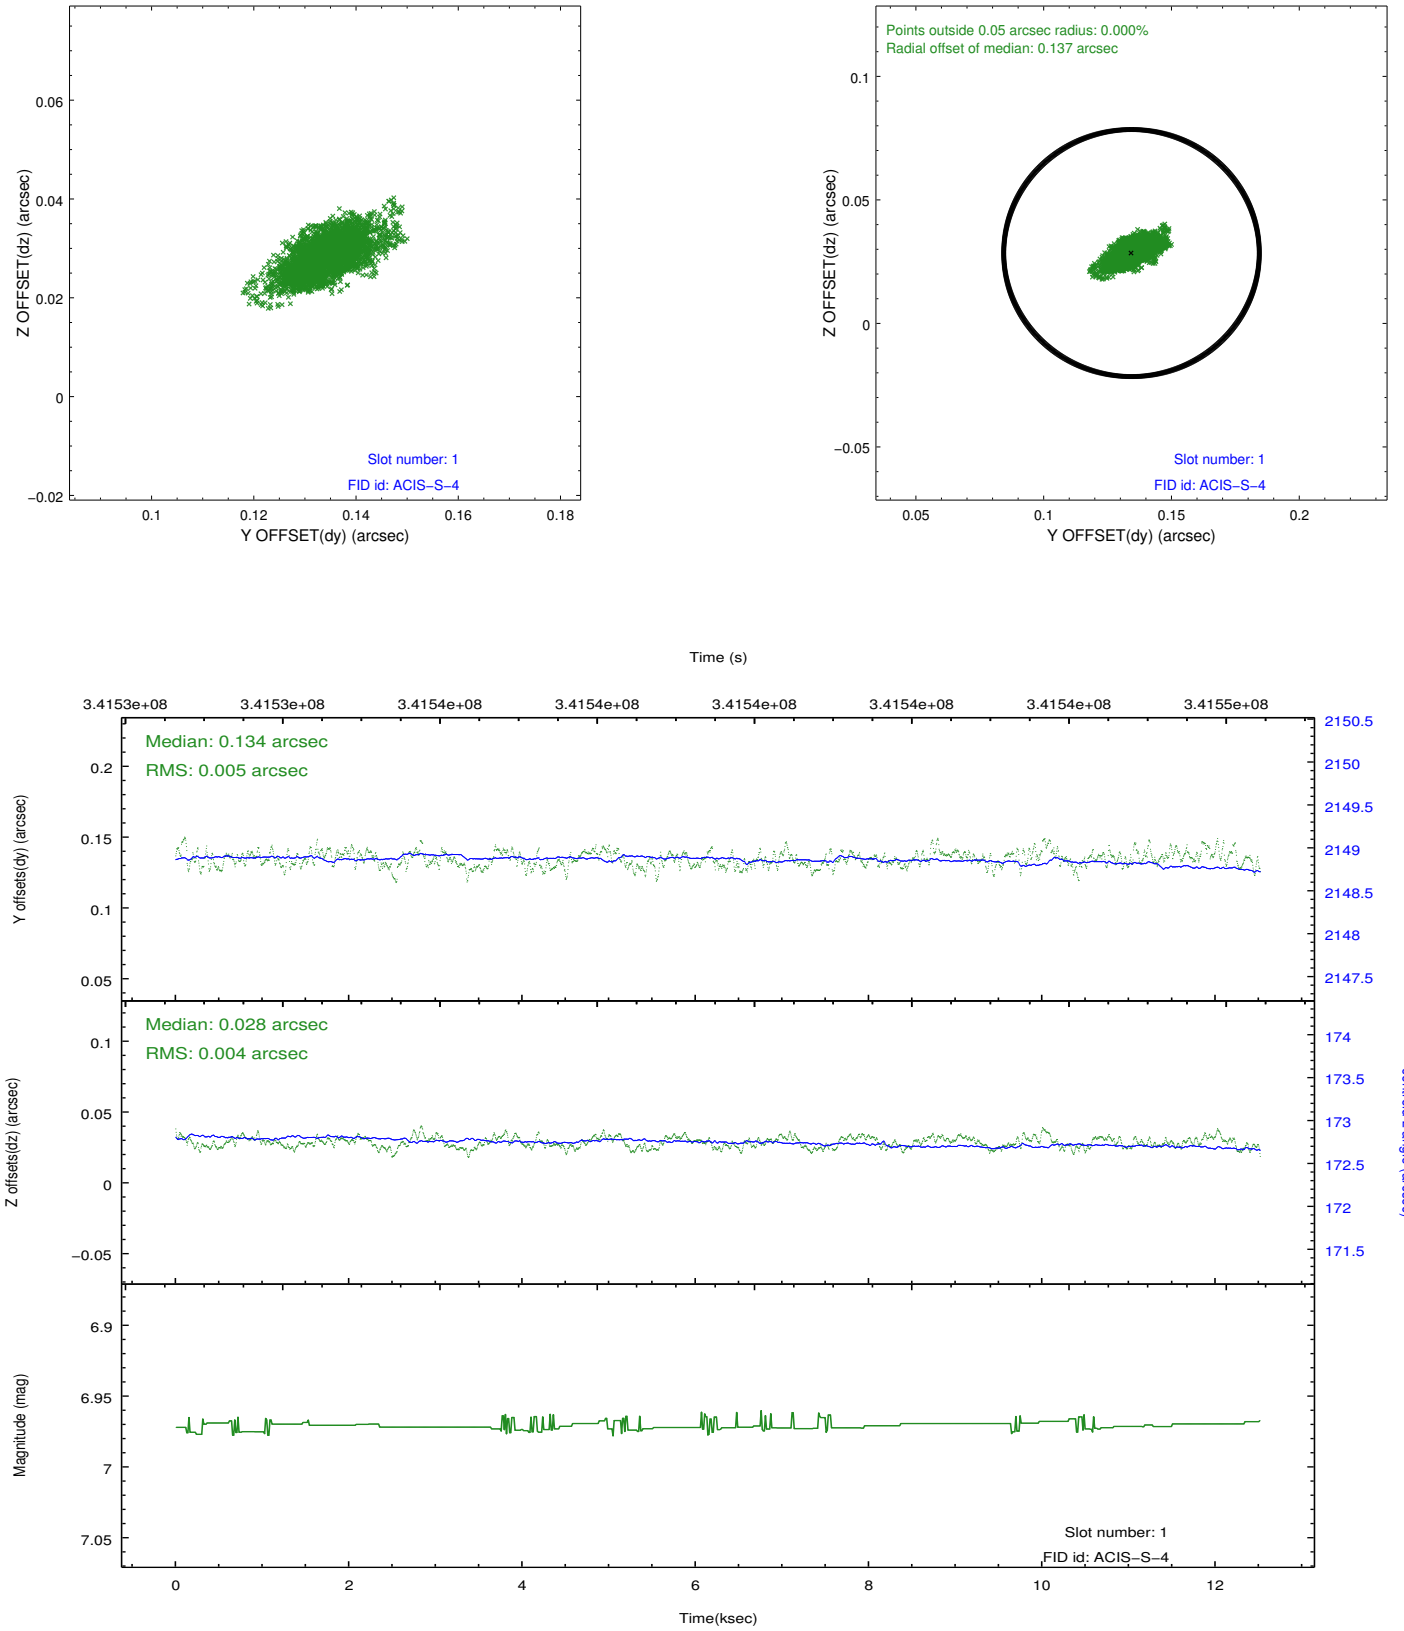 0.06
0.04
0.02
0
−0.02
Z OFFSET(dz) (arcsec)
Slot number: 1
FID id: ACIS−S−4
0.1
0.12
0.14
0.16
0.18
Y OFFSET(dy) (arcsec)
Points outside 0.05 arcsec radius: 0.000%
Radial offset of median: 0.137 arcsec
0.1
0.05
0
−0.05
Z OFFSET(dz) (arcsec)
Slot number: 1
FID id: ACIS−S−4
0.05
0.1
0.15
0.2
Y OFFSET(dy) (arcsec)
Time (s)
3.4153e+08
3.4153e+08
3.4154e+08
3.4154e+08
3.4154e+08
3.4154e+08
3.4154e+08
3.4155e+08
Median: 0.134 arcsec
RMS: 0.005 arcsec
0.2
0.15
0.1
0.05
Y offsets(dy) (arcsec)
2150.5
2150
2149.5
2149
2148.5
2148
2147.5
Median: 0.028 arcsec
RMS: 0.004 arcsec
0.1
0.05
0
−0.05
Z offsets(dz) (arcsec)
174
173.5
173
172.5
172
171.5
6.9
6.95
7
7.05
Magnitude (mag)
Slot number: 1
FID id: ACIS−S−4
0
2
4
6
8
10
12
Time(ksec)